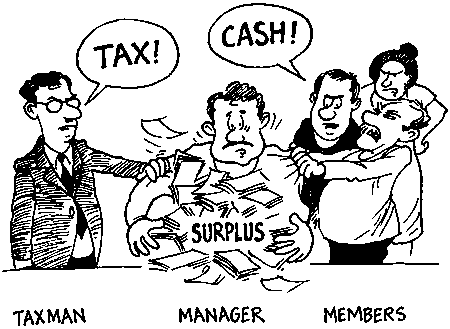 TAX!
CASH!
SURPLUS
TAXMAN
MANAGER
MEMBERS